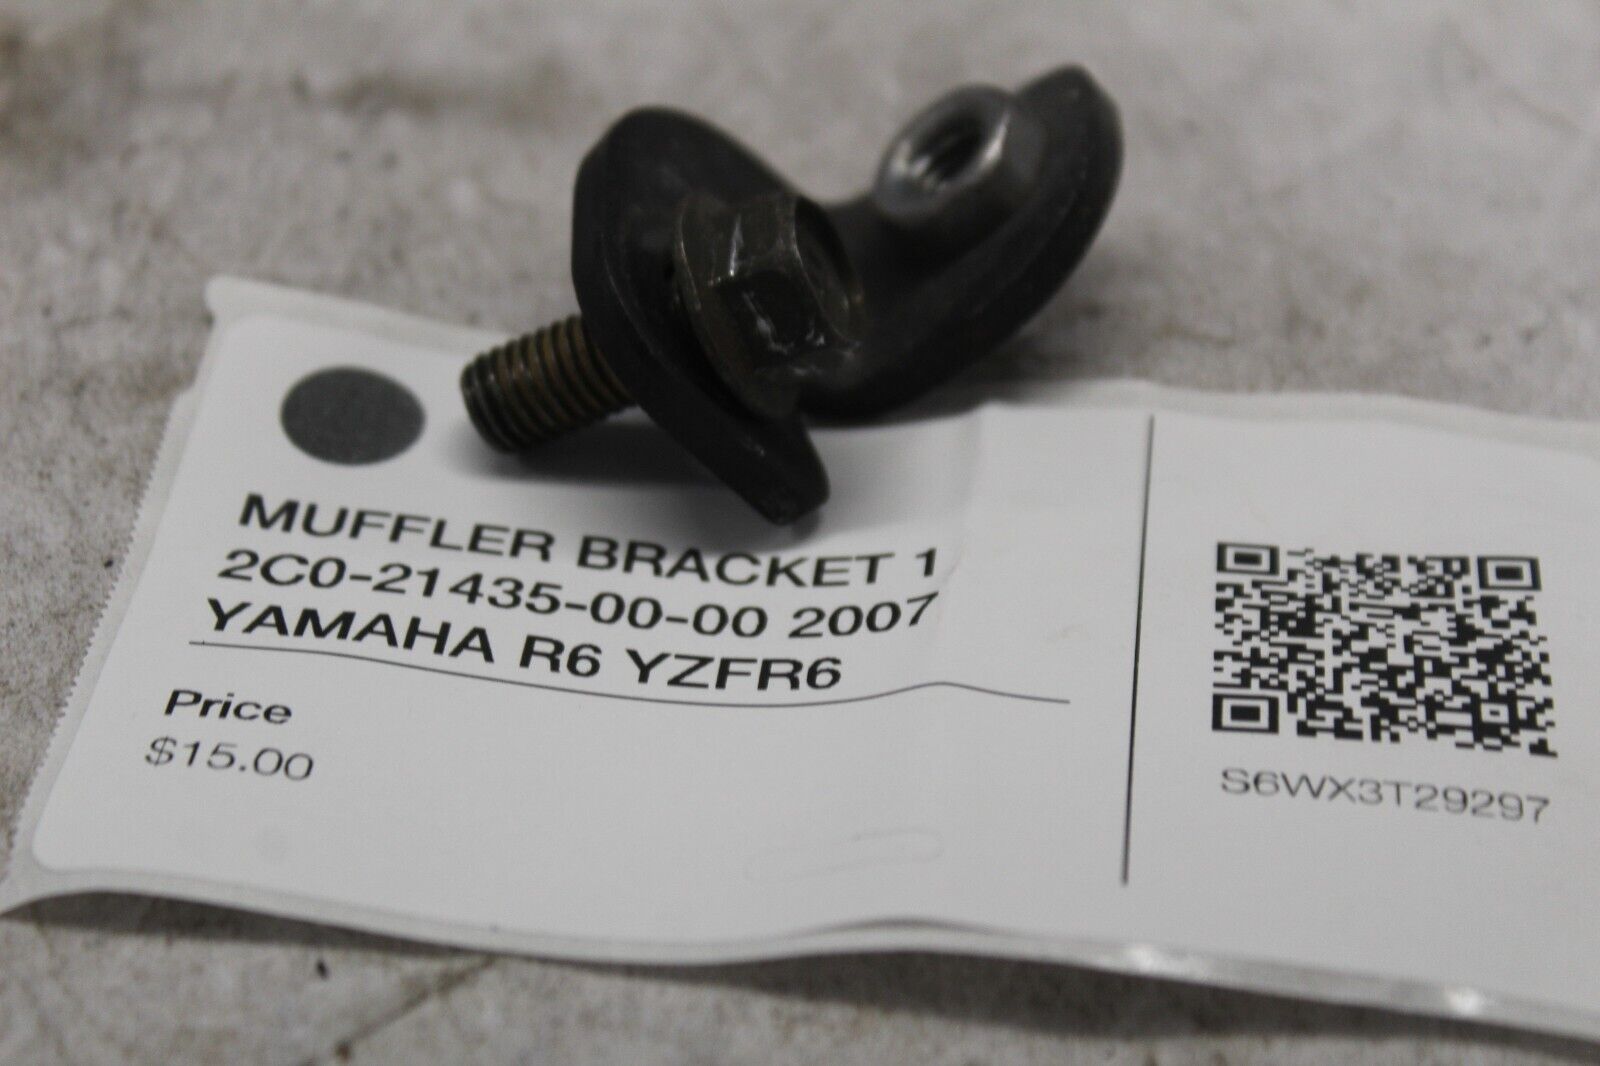 MUFFLER BRACKET 1
2C0-21435-00-00 2007
YAMAHA R6 YZFR6
Price
$15.00
S6WX3T29297